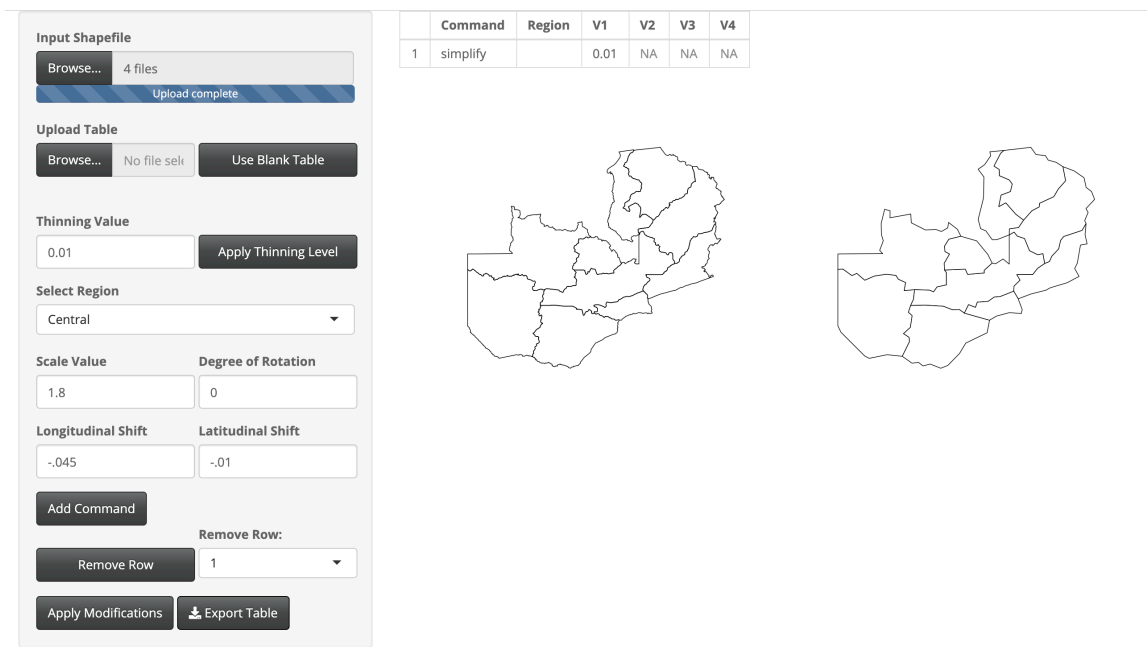 Input Shapefile
Browse... 4 files
Upload complete
Upload Table
Browse... No file sele Use Blank Table
Thinning Value
0.01 Apply Thinning Level
Select Region
Central
Scale Value Degree of Rotation
1.8 0
Longitudinal Shift Latitudinal Shift
-.045 -.01
Add Command
Remove Row:
Remove Row 1
Apply Modifications Export Table
Command Region V1 V2 V3 V4
1 simplify 0.01 NA NA NA